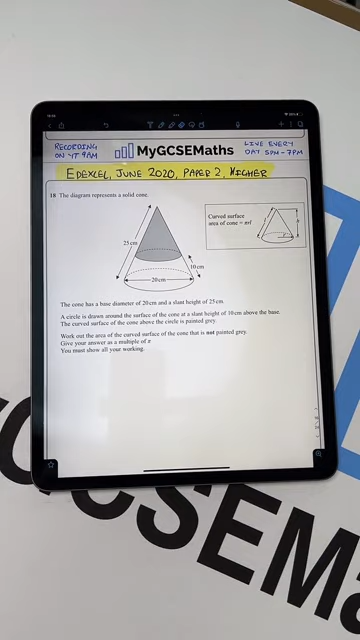 RECORDING
ON YT 9AM
MyGCSEMaths
LIVE EVERY
DAY 5PM-7PM
EDEXCEL, JUNE 2020, PAPER 2, HIGHER
18 The diagram represents a solid cone.
Curved surface
area of cone = πrl
25 cm
10 cm
20 cm
The cone has a base diameter of 20 cm and a slant height of 25 cm.
A circle is drawn around the surface of the cone at a slant height of 10 cm above the base.
The curved surface of the cone above the circle is painted grey.
Work out the area of the curved surface of the cone that is not painted grey.
Give your answer as a multiple of π
You must show all your working.
GCSEMa